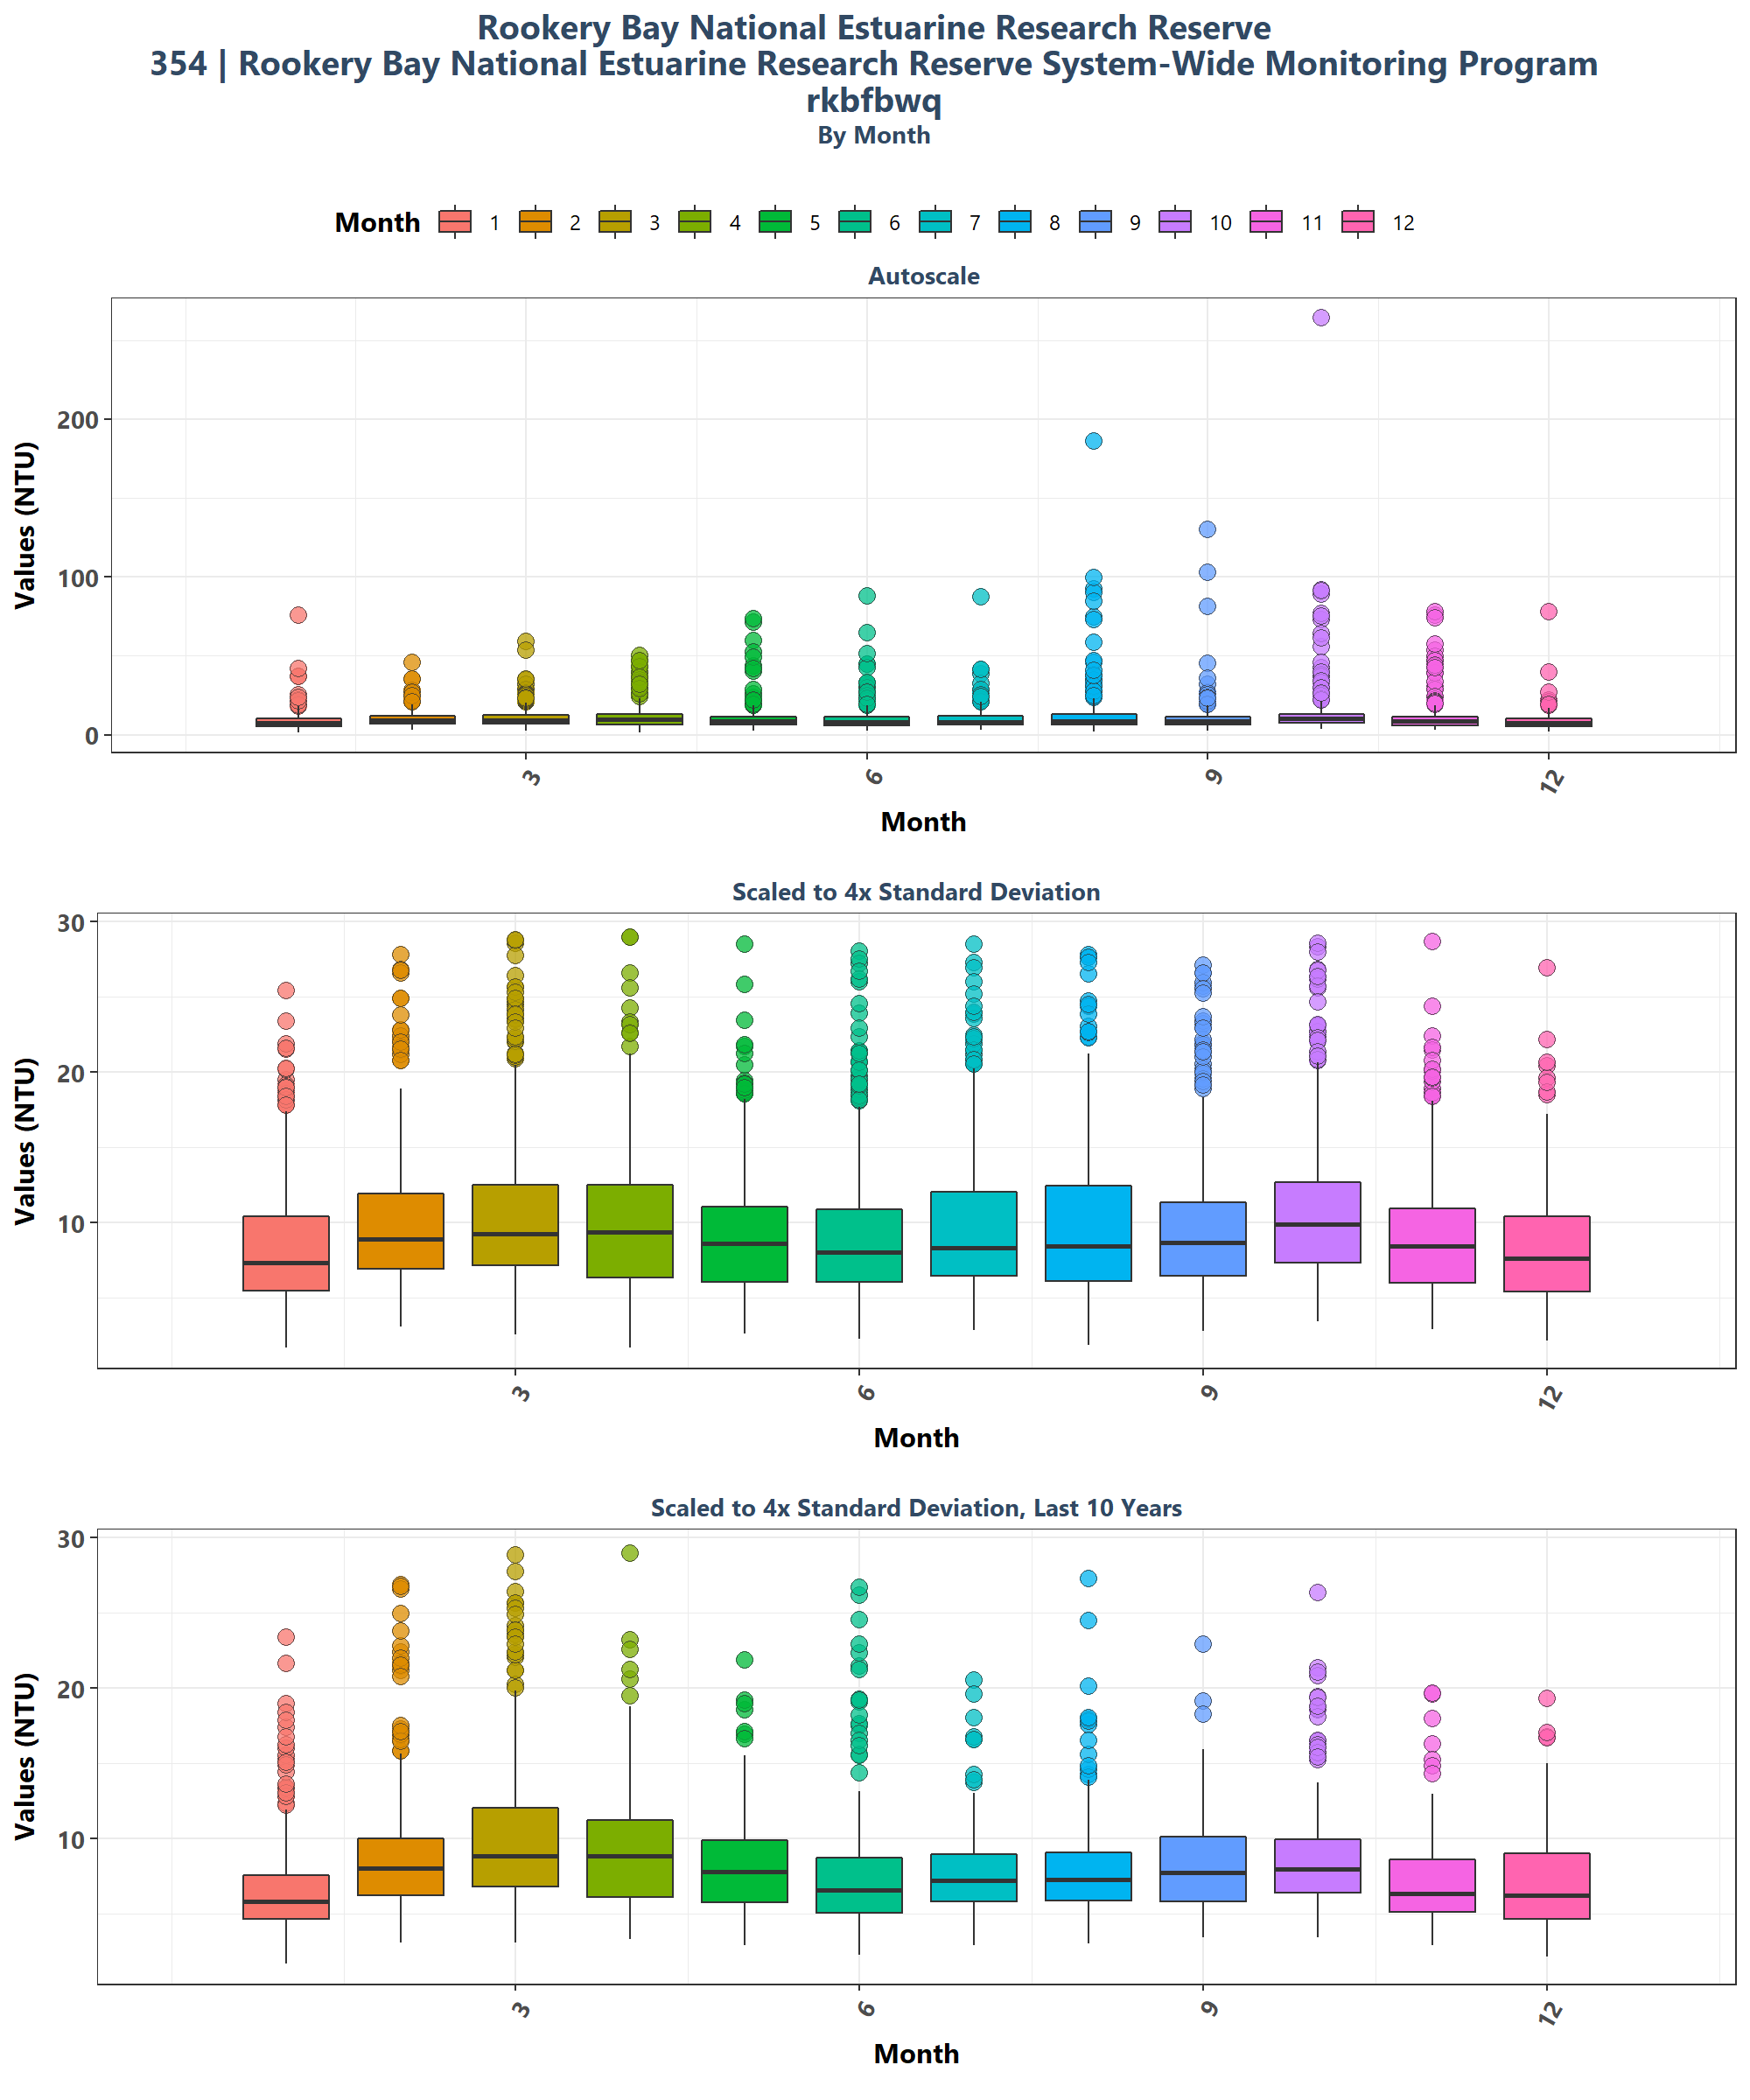 Rookery Bay National Estuarine Research Reserve
354 | Rookery Bay National Estuarine Research Reserve System-Wide Monitoring Program
rkbfbwq
By Month
Month 1 2 3 4 5 6 7 8 9 10 11 12
Autoscale
Values (NTU)
200
100
0
3 6 9 12
Month
Scaled to 4x Standard Deviation
Values (NTU)
30
20
10
3 6 9 12
Month
Scaled to 4x Standard Deviation, Last 10 Years
Values (NTU)
30
20
10
3 6 9 12
Month